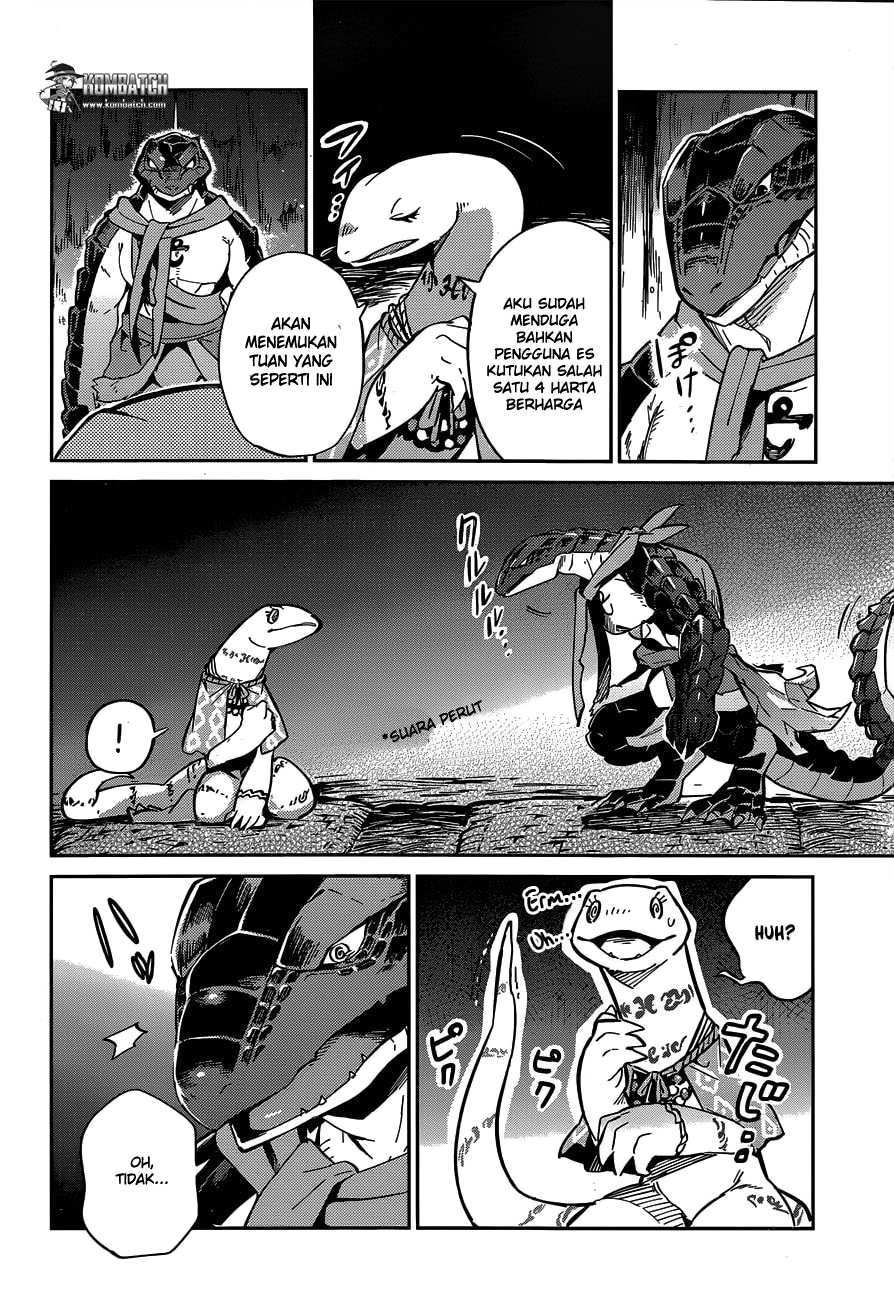 KOMBATCH
www.kombatch.com
ぽけ…
AKU SUDAH
MENDUGA
BAHKAN
PENGGUNA ES
KUTUKAN SALAH
SATU 4 HARTA
BERHARGA
プイ…
AKAN
MENEMUKAN
TUAN YANG
SEPERTI INI
クルルル…
*SUARA PERUT
!
HUH?
Erm...
Uh...
たじ…
ピク
ピク
OH,
TIDAK...